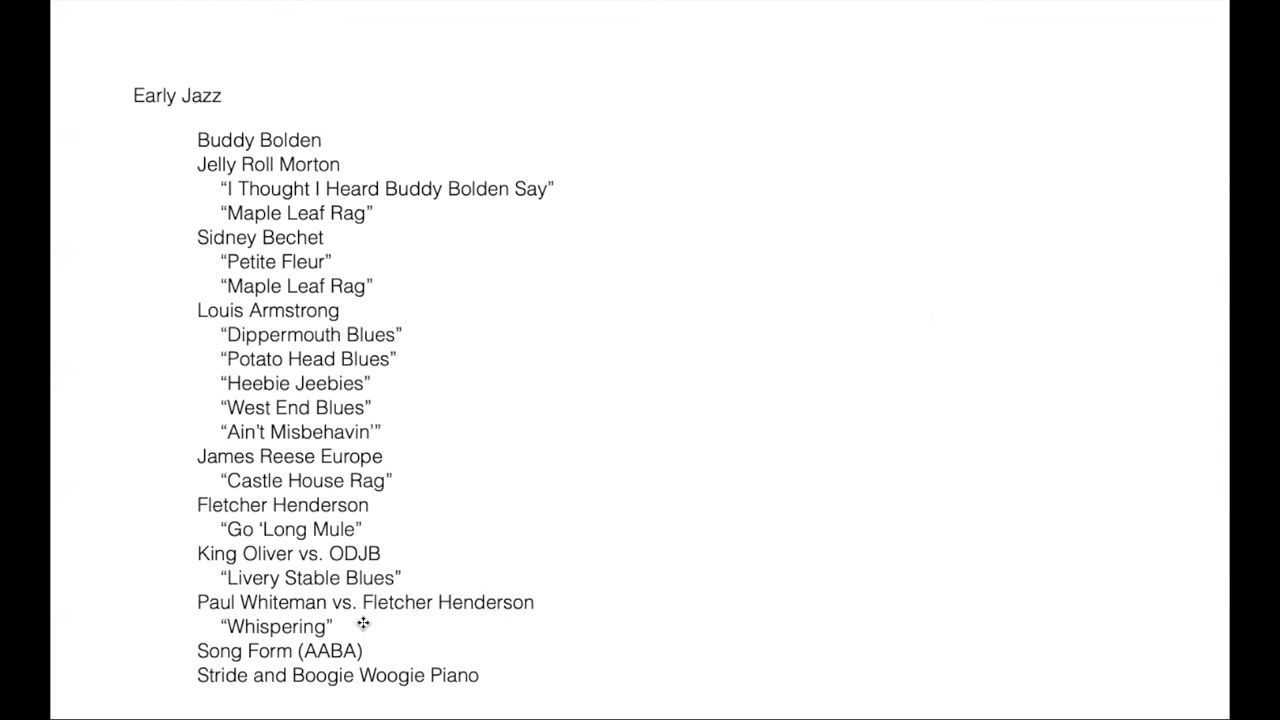 Early Jazz
Buddy Bolden
Jelly Roll Morton
“I Thought I Heard Buddy Bolden Say”
“Maple Leaf Rag”
Sidney Bechet
“Petite Fleur”
“Maple Leaf Rag”
Louis Armstrong
“Dippermouth Blues”
“Potato Head Blues”
“Heebie Jeebies”
“West End Blues”
“Ain't Misbehavin'”
James Reese Europe
“Castle House Rag”
Fletcher Henderson
“Go ‘Long Mule”
King Oliver vs. ODJB
“Livery Stable Blues”
Paul Whiteman vs. Fletcher Henderson
“Whispering”
Song Form (AABA)
Stride and Boogie Woogie Piano